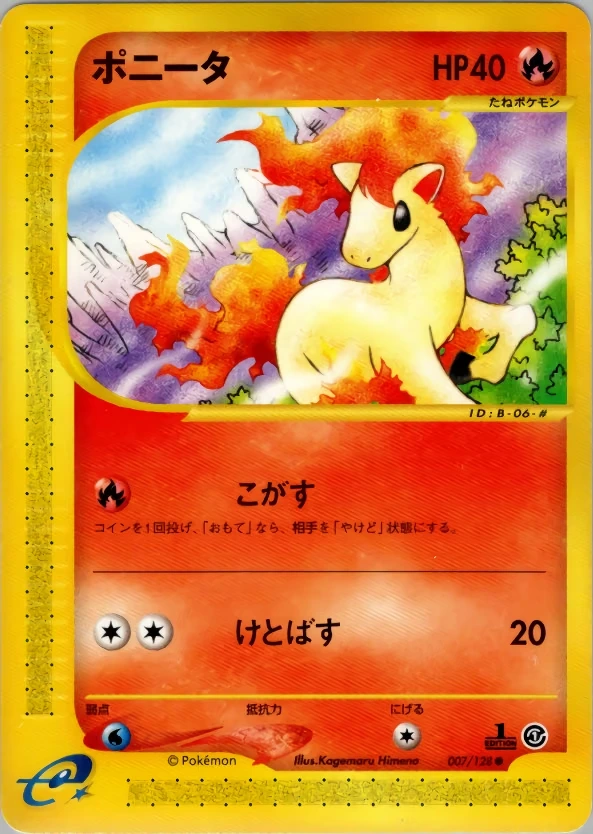 ポニータ HP40
たねポケモン
ID:B-06-#
こがす
コインを1回投げ、「おもて」なら、相手を「やけど」状態にする。
けとばす 20
弱点 抵抗力 にげる
1
EDITION
© Pokémon Illus.Kagemaru Himeno 007/128 ●
e